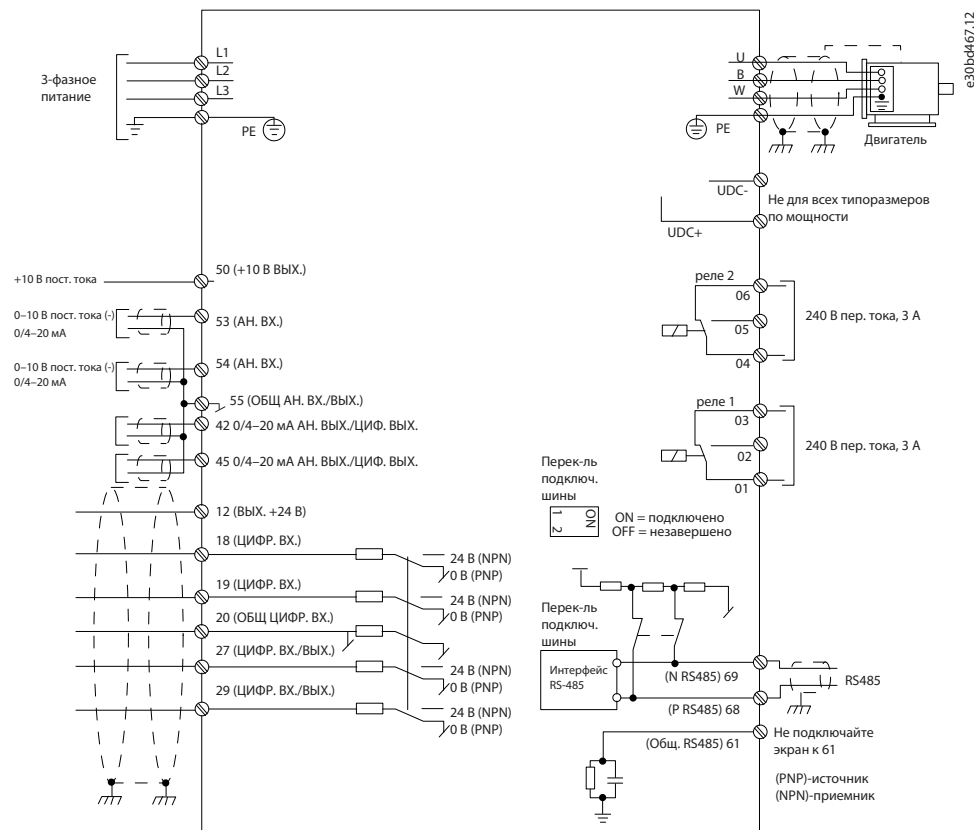 e30bd467.12
3-фазное
питание
L1
L2
L3
PE
U
В
W
PE
Двигатель
UDC-
UDC+
Не для всех типоразмеров
по мощности
+10 В пост. тока
50 (+10 В ВЫХ.)
0–10 В пост. тока (-)
0/4–20 мА
53 (АН. ВХ.)
0–10 В пост. тока (-)
0/4–20 мА
54 (АН. ВХ.)
55 (ОБЩ АН. ВХ./ВЫХ.)
42 0/4–20 мА АН. ВЫХ./ЦИФ. ВЫХ.
45 0/4–20 мА АН. ВЫХ./ЦИФ. ВЫХ.
12 (ВЫХ. +24 В)
18 (ЦИФР. ВХ.)
24 В (NPN)
0 В (PNP)
19 (ЦИФР. ВХ.)
24 В (NPN)
0 В (PNP)
20 (ОБЩ ЦИФР. ВХ.)
27 (ЦИФР. ВХ./ВЫХ.)
24 В (NPN)
0 В (PNP)
29 (ЦИФР. ВХ./ВЫХ.)
24 В (NPN)
0 В (PNP)
реле 2
06
05
04
240 В пер. тока, 3 А
реле 1
03
02
01
240 В пер. тока, 3 А
Перек-ль
подключ.
шины
1 2
ON
ON = подключено
OFF = незавершено
Перек-ль
подключ.
шины
Интерфейс
RS-485
(N RS485) 69
RS485
(P RS485) 68
(Общ. RS485) 61
Не подключайте
экран к 61
(PNP)-источник
(NPN)-приемник